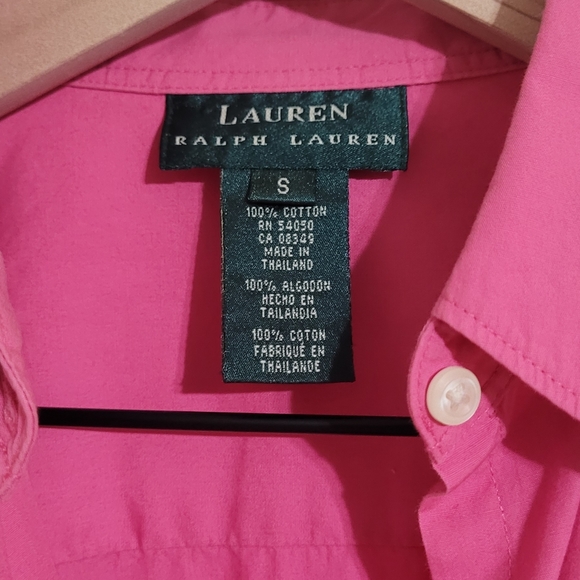 LAUREN
RALPH LAUREN
S
100% COTTON
RN 54050
CA 08349
MADE IN
THAILAND
100% ALGODON
HECHO EN
TAILANDIA
100% COTON
FABRIQUÉ EN
THAILANDE